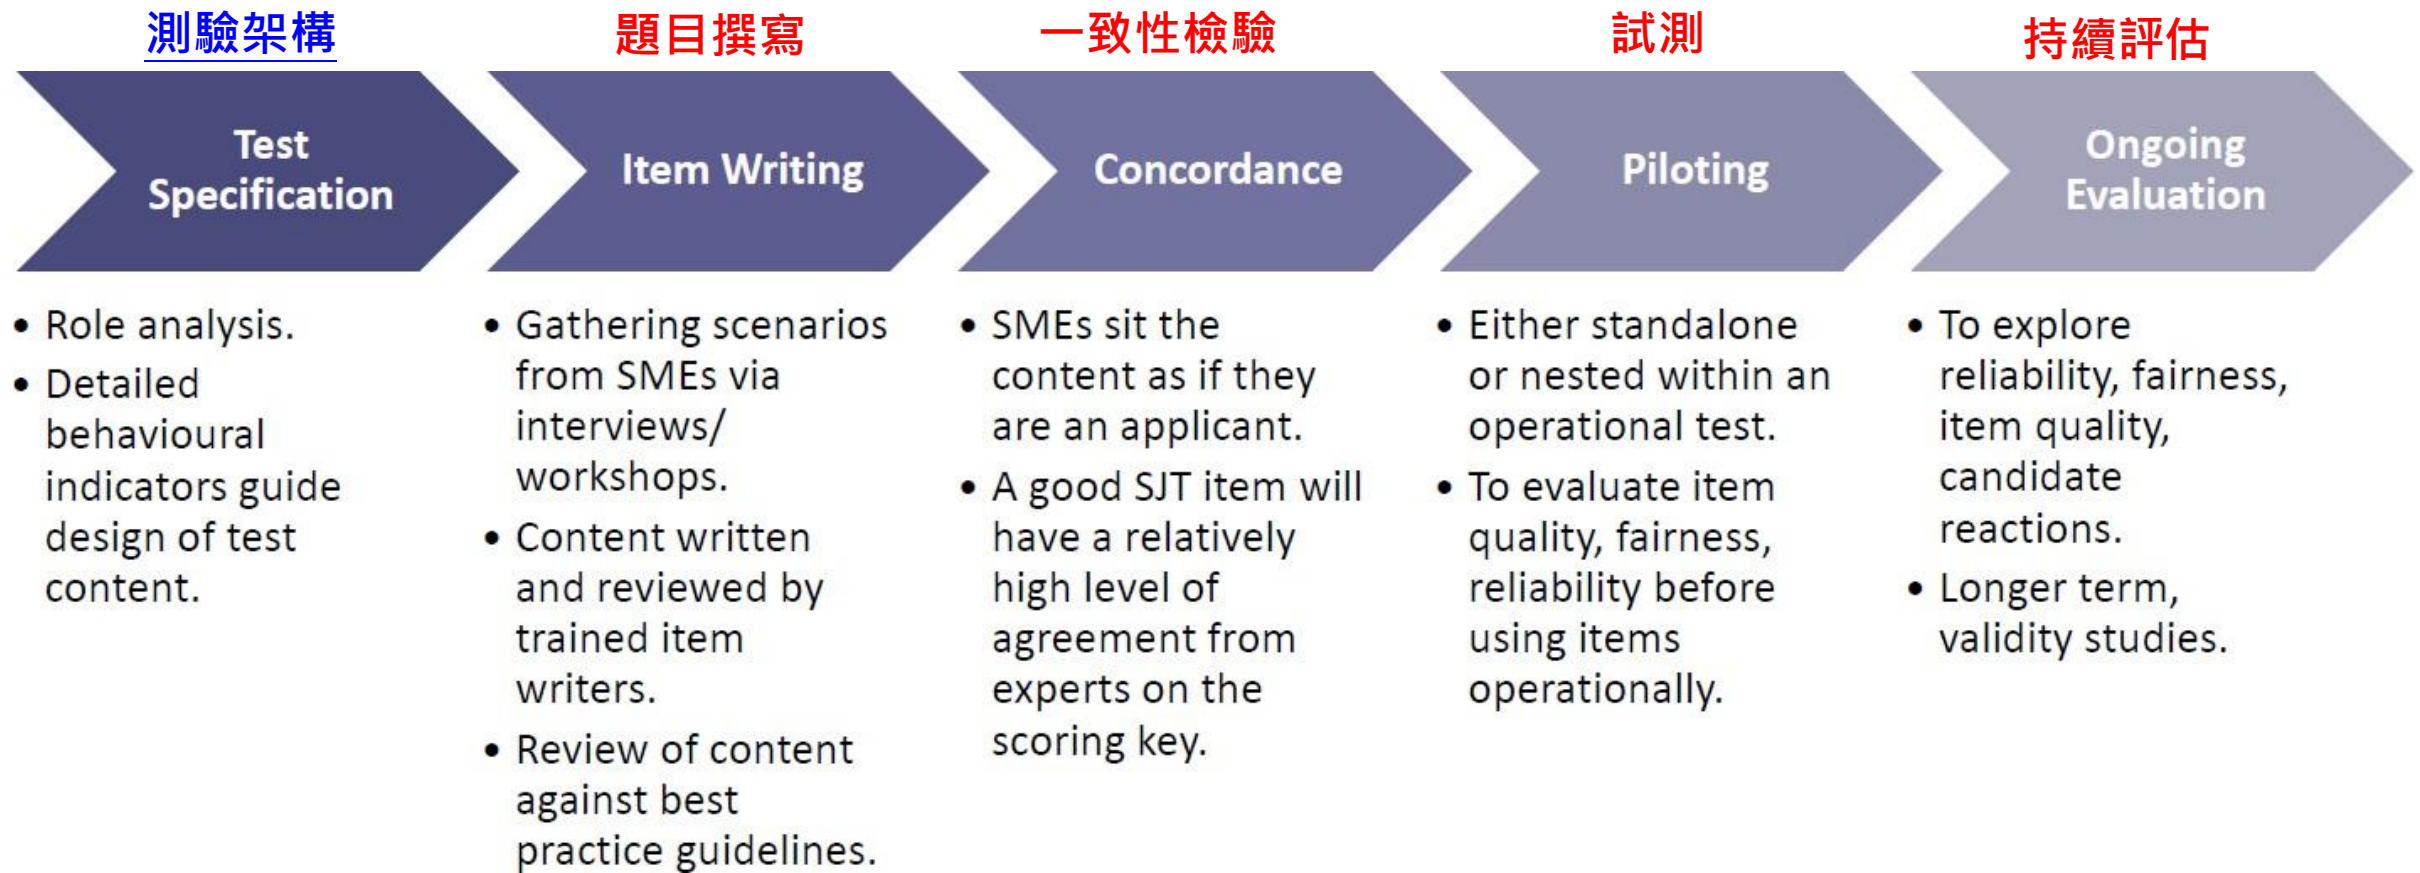 測驗架構
題目撰寫
一致性檢驗
試測
持續評估
Test
Specification
Item Writing
Concordance
Piloting
Ongoing
Evaluation
• Role analysis.
• Detailed
behavioural
indicators guide
design of test
content.
• Gathering scenarios
from SMEs via
interviews/
workshops.
• Content written
and reviewed by
trained item
writers.
• Review of content
against best
practice guidelines.
• SMEs sit the
content as if they
are an applicant.
• A good SJT item will
have a relatively
high level of
agreement from
experts on the
scoring key.
• Either standalone
or nested within an
operational test.
• To evaluate item
quality, fairness,
reliability before
using items
operationally.
• To explore
reliability, fairness,
item quality,
candidate
reactions.
• Longer term,
validity studies.